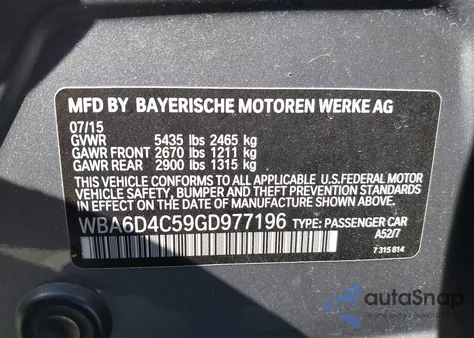 MFD BY BAYERISCHE MOTOREN WERKE AG
07/15
GVWR 5435 lbs 2465 kg
GAWR FRONT 2670 lbs 1211 kg
GAWR REAR 2900 lbs 1315 kg
THIS VEHICLE CONFORMS TO ALL APPLICABLE U.S.FEDERAL MOTOR
VEHICLE SAFETY, BUMPER AND THEFT PREVENTION STANDARDS
IN EFFECT ON THE DATE OF MANUFACTURE SHOWN ABOVE.
WBA6D4C59GD977196 TYPE: PASSENGER CAR
A52/7
7 315 814
autoSnap